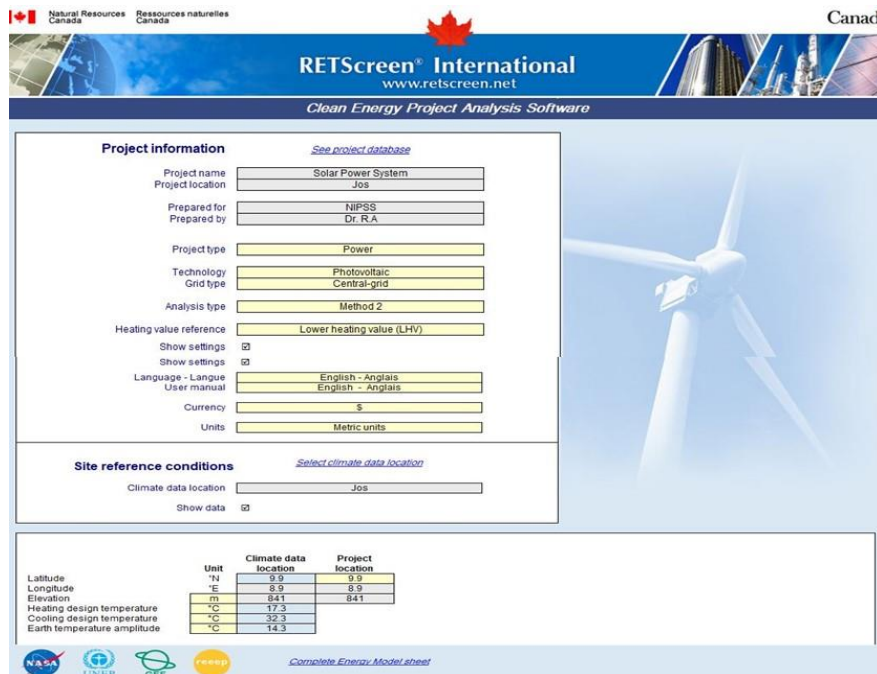 Natural Resources Canada
Ressources naturelles Canada
Canad
RETScreen® International
www.retscreen.net
Clean Energy Project Analysis Software
Project information See project database
Project name Solar Power System
Project location Jos
Prepared for NIPSS
Prepared by Dr. R.A
Project type Power
Technology Photovoltaic
Grid type Central-grid
Analysis type Method 2
Heating value reference Lower heating value (LHV)
Show settings
Show settings
Language - Langue English - Anglais
User manual English - Anglais
Currency $
Units Metric units
Site reference conditions Select climate data location
Climate data location Jos
Show data
Unit Climate data location Project location
Latitude °N 9.9 9.9
Longitude °E 8.9 8.9
Elevation m 841 841
Heating design temperature °C 17.3
Cooling design temperature °C 32.3
Earth temperature amplitude °C 14.3
NASA UNEP GEF reeep Complete Energy Model sheet